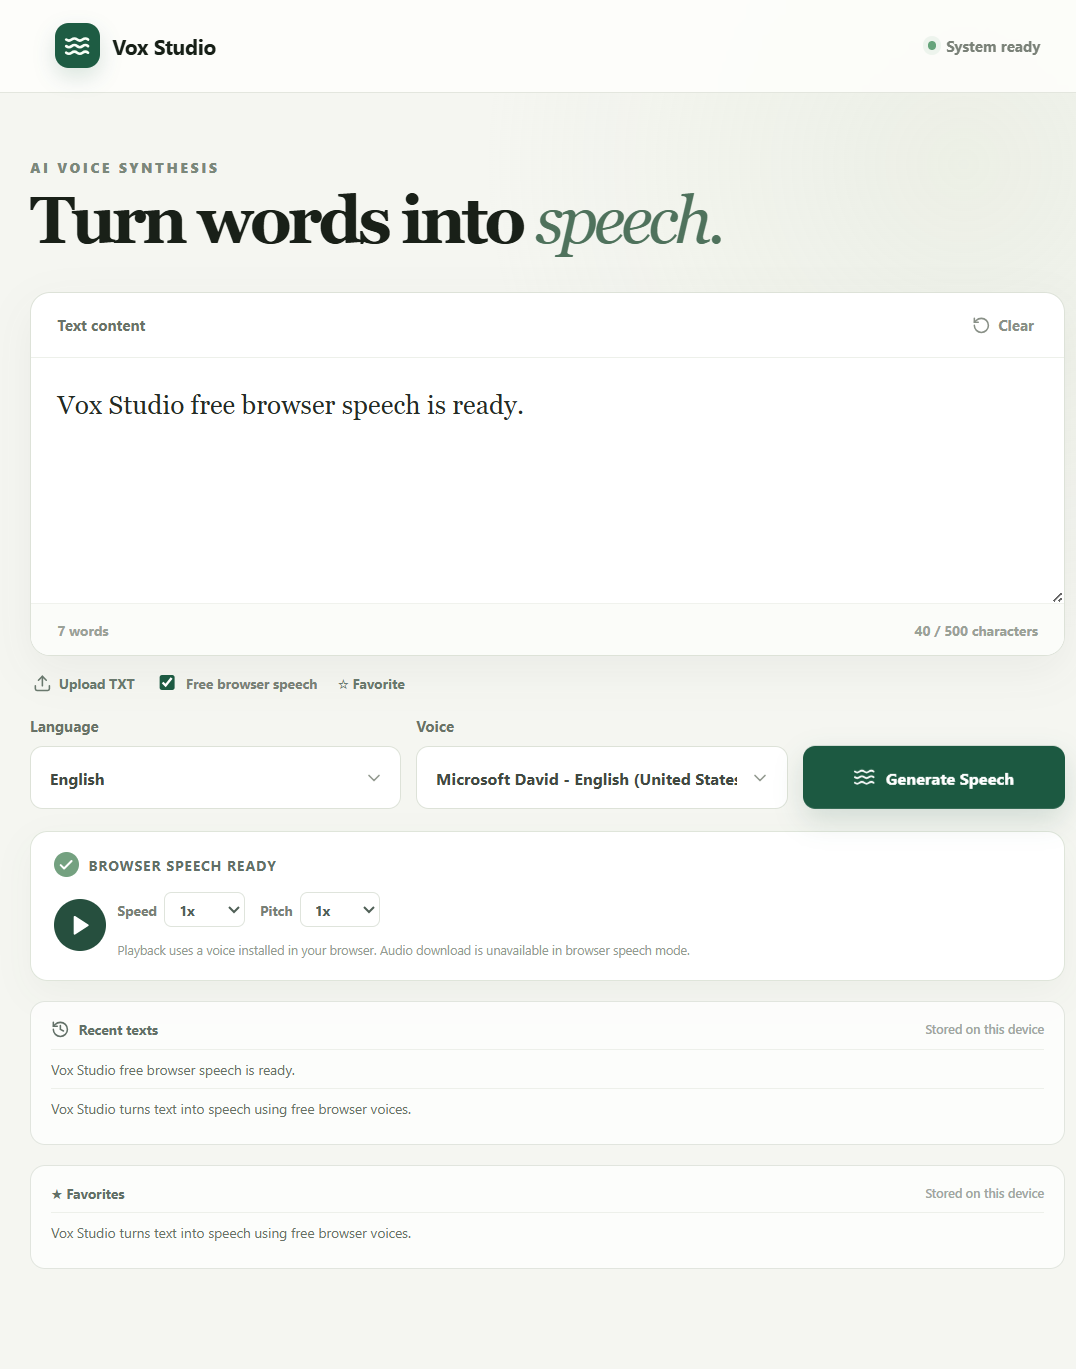 Vox Studio
System ready
AI VOICE SYNTHESIS
Turn words into speech.
Text content
Clear
Vox Studio free browser speech is ready.
7 words
40 / 500 characters
Upload TXT
Free browser speech
☆ Favorite
Language
Voice
English
Microsoft David - English (United States
Generate Speech
BROWSER SPEECH READY
Speed
1x
Pitch
1x
Playback uses a voice installed in your browser. Audio download is unavailable in browser speech mode.
Recent texts
Stored on this device
Vox Studio free browser speech is ready.
Vox Studio turns text into speech using free browser voices.
★ Favorites
Stored on this device
Vox Studio turns text into speech using free browser voices.